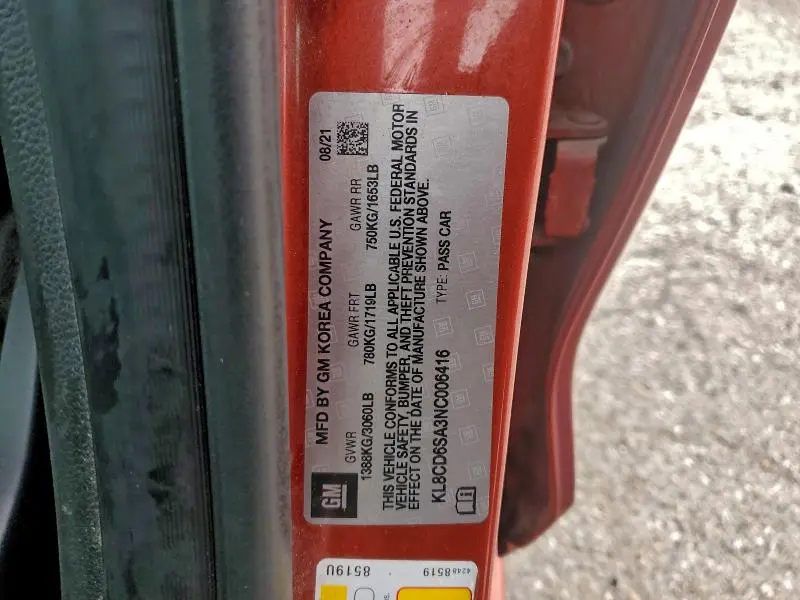 MFD BY GM KOREA COMPANY
08/21
GVWR
GAWR FRT
GAWR RR
1388KG/3060LB
780KG/1719LB
750KG/1653LB
THIS VEHICLE CONFORMS TO ALL APPLICABLE U.S. FEDERAL MOTOR
VEHICLE SAFETY, BUMPER, AND THEFT PREVENTION STANDARDS IN
EFFECT ON THE DATE OF MANUFACTURE SHOWN ABOVE.
KL8CD6SA3NC006416
TYPE: PASS CAR
GM
8519U
4248 8519